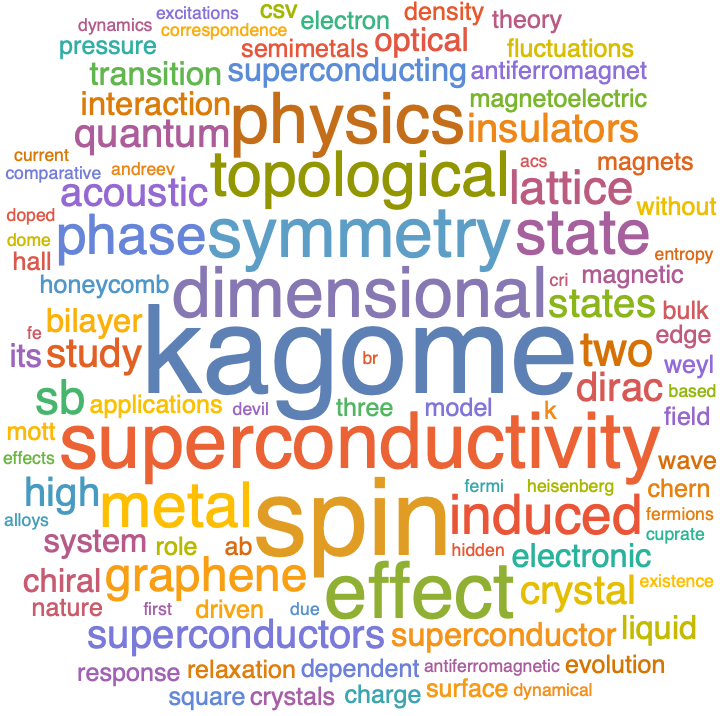 excitations csv electron density theory
dynamics correspondence
pressure semimetals optical fluctuations
transition superconducting antiferromagnet
interaction physics magnetoelectric
quantum insulators
current topological acs magnets
comparative andreev lattice
acoustic without
doped phase symmetry state
dome entropy
hall dimensional cri magnetic
honeycomb states bulk
fe bilayer kagome edge
its study br two weyl
sb dirac based
applications devil three model k field
mott superconductivity
effects wave
high metal spin fermi heisenberg chern
alloys induced fermions
system role ab hidden electronic cuprate
chiral graphene effect crystal existence
nature first driven due
superconductors superconductor liquid
response relaxation dependent antiferromagnetic evolution
square crystals charge surface dynamical